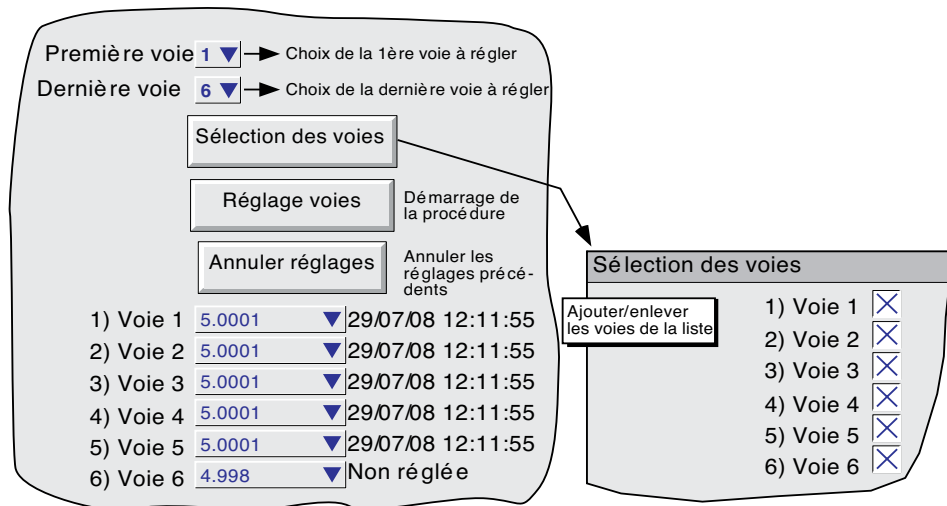 Première voie 1 Choix de la 1ère voie à régler
Dernière voie 6 Choix de la dernière voie à régler
Sélection des voies
Réglage voies
Démarrage de
la procédure
Annuler réglages
Annuler les
réglages précé-
dents
1) Voie 1 5.0001 29/07/08 12:11:55
2) Voie 2 5.0001 29/07/08 12:11:55
3) Voie 3 5.0001 29/07/08 12:11:55
4) Voie 4 5.0001 29/07/08 12:11:55
5) Voie 5 5.0001 29/07/08 12:11:55
6) Voie 6 4.998 Non réglée
Sélection des voies
Ajouter/enlever
les voies de la liste
1) Voie 1
2) Voie 2
3) Voie 3
4) Voie 4
5) Voie 5
6) Voie 6